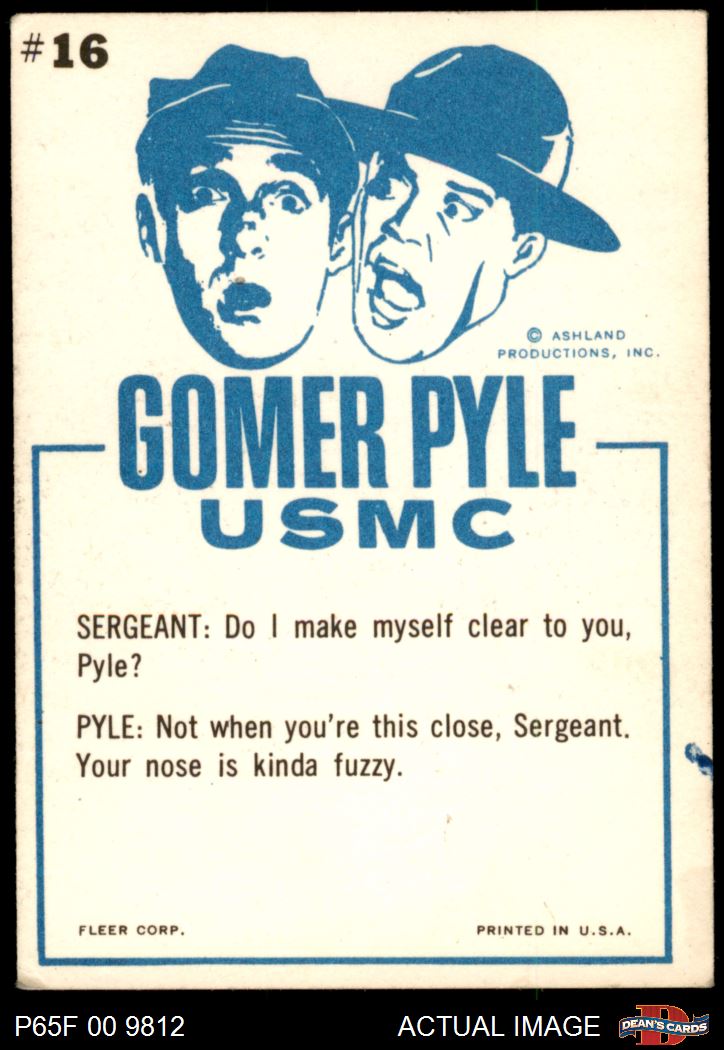 #16
© ASHLAND
PRODUCTIONS, INC.
GOMER PYLE
USMC
SERGEANT: Do I make myself clear to you,
Pyle?
PYLE: Not when you're this close, Sergeant.
Your nose is kinda fuzzy.
FLEER CORP. PRINTED IN U.S.A.
P65F 00 9812 ACTUAL IMAGE D DEAN'S CARDS